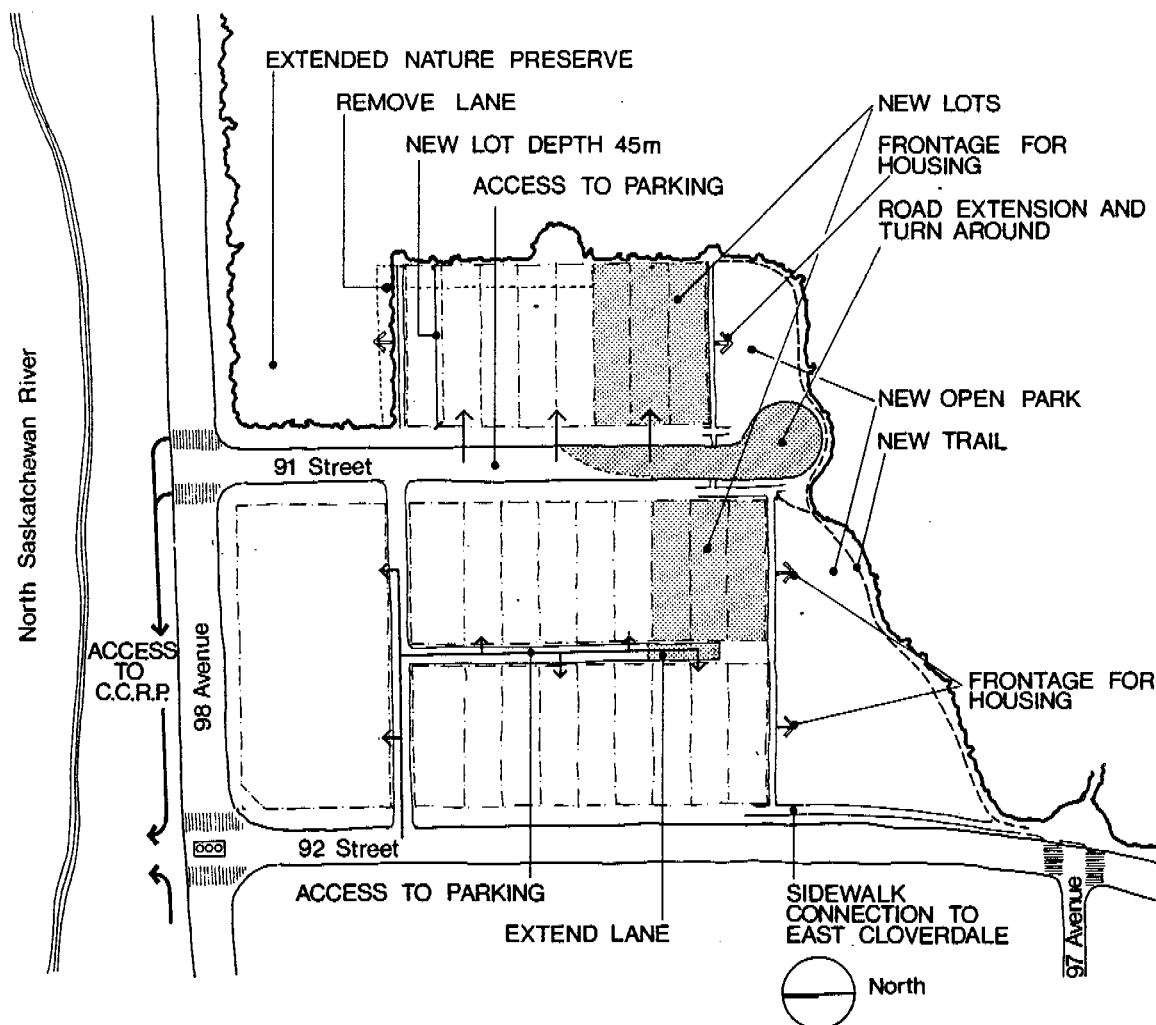 EXTENDED NATURE PRESERVE
REMOVE LANE
NEW LOT DEPTH 45m
ACCESS TO PARKING
NEW LOTS
FRONTAGE FOR
HOUSING
ROAD EXTENSION AND
TURN AROUND
NEW OPEN PARK
NEW TRAIL
North Saskatchewan River
91 Street
ACCESS
TO
C.C.R.P.
98 Avenue
FRONTAGE FOR
HOUSING
92 Street
ACCESS TO PARKING
EXTEND LANE
SIDEWALK
CONNECTION TO
EAST CLOVERDALE
97 Avenue
North